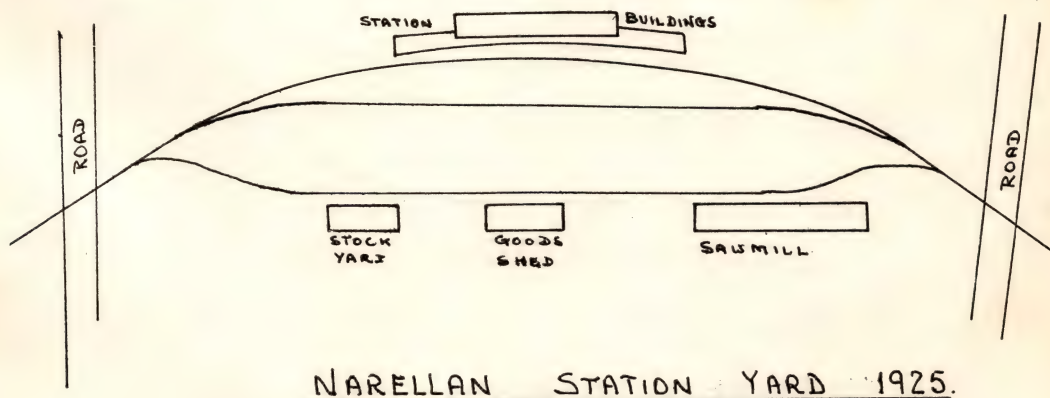 STATION BUILDINGS
ROAD
ROAD
STOCK
YARD
GOODS
SHED
SAWMILL
NARELLAN STATION YARD 1925.